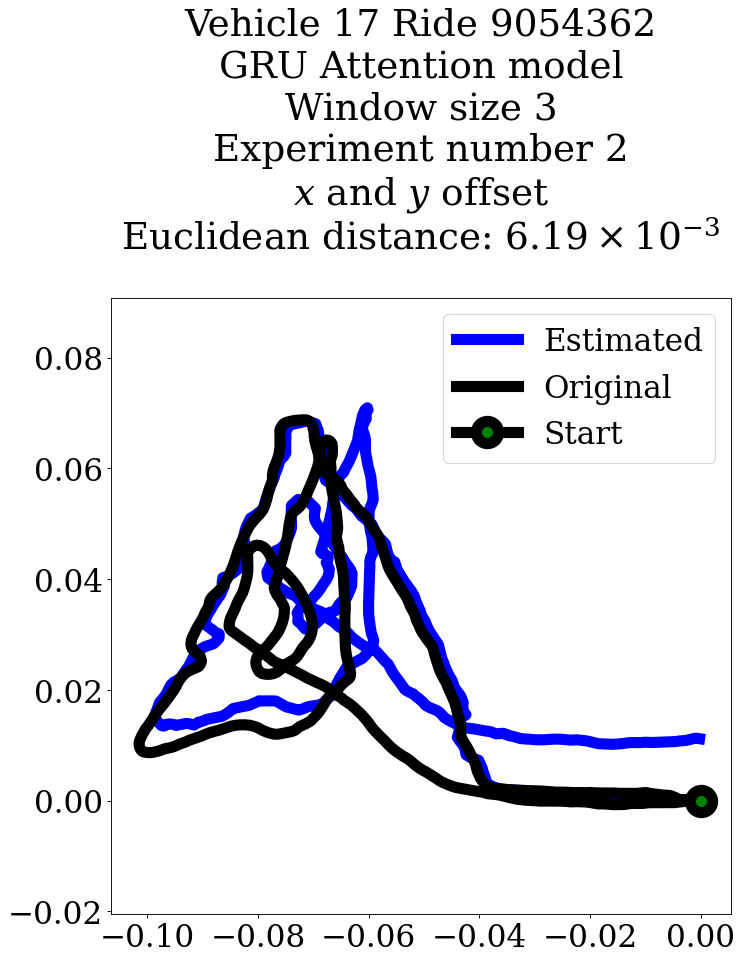 Vehicle 17 Ride 9054362
GRU Attention model
Window size 3
Experiment number 2
x and y offset
Euclidean distance: 6.19 × 10⁻³
Estimated
Original
Start
0.08
0.06
0.04
0.02
0.00
−0.02
−0.10 −0.08 −0.06 −0.04 −0.02 0.00